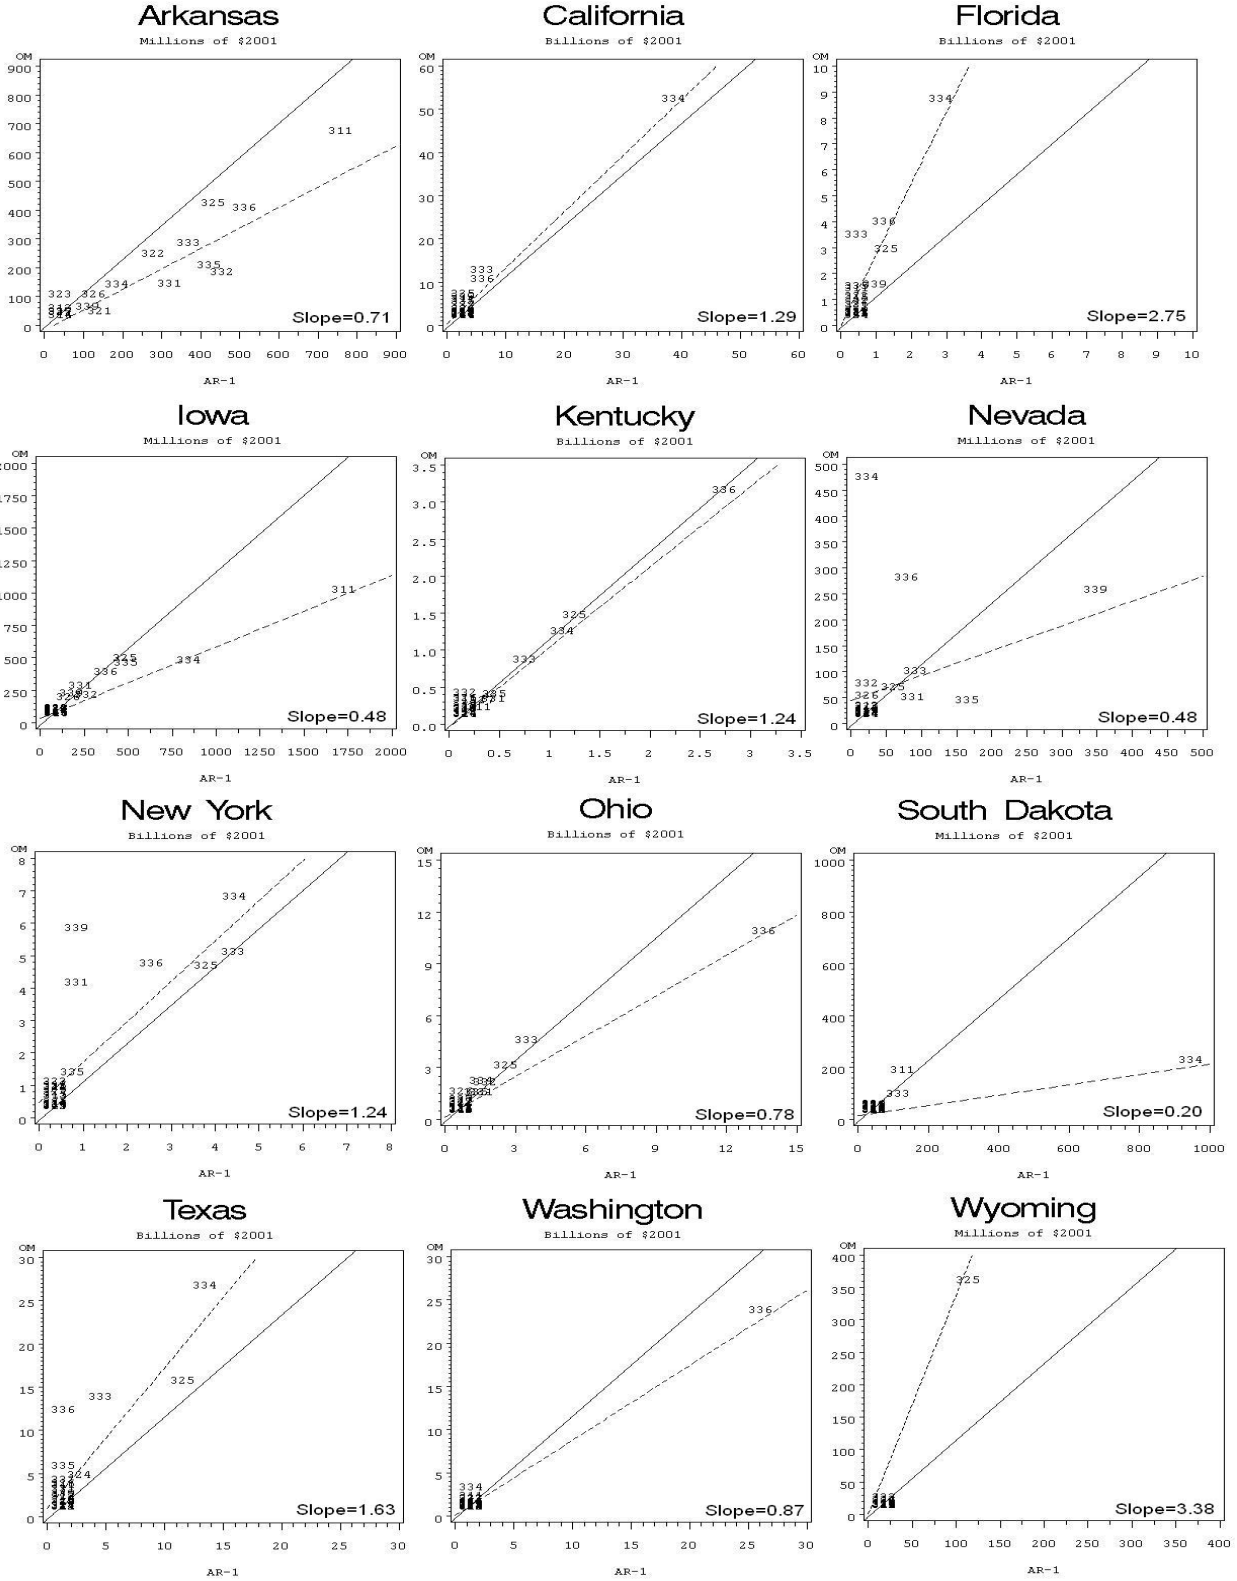 Arkansas California Florida
Millions of $2001 Billions of $2001 Billions of $2001
OM OM OM
900 60 10
800 50 9
700 40 8
600 30 7
500 20 6
400 10 5
300 0 4
200 3
100 2
0 1
0
311 334 334
325 336 333 336
333 336 333 325
322 335 332 339
334 331
323 326
339 321
Slope=0.71 Slope=1.29 Slope=2.75
0 100 200 300 400 500 600 700 800 900 0 10 20 30 40 50 60 0 1 2 3 4 5 6 7 8 9 10
AR-1 AR-1 AR-1
Iowa Kentucky Nevada
Millions of $2001 Billions of $2001 Millions of $2001
OM OM OM
1750 3.5 500
1500 3.0 450
1250 2.5 400
1000 2.0 350
750 1.5 300
500 1.0 250
250 0.5 200
0 0.0 150
100
50
0
311 336 334
325 334 325 336 339
335 334 333
336 333 332 325
331 332 335 326 331 335
332
Slope=0.48 Slope=1.24 Slope=0.48
0 250 500 750 1000 1250 1500 1750 2000 0 0.5 1 1.5 2 2.5 3 3.5 0 50 100 150 200 250 300 350 400 450 500
AR-1 AR-1 AR-1
New York Ohio South Dakota
Billions of $2001 Billions of $2001 Millions of $2001
OM OM OM
8 15 1000
7 12 800
6 9 600
5 6 400
4 3 200
3 0 0
2
1
0
334 336 334
339 333 311
333 325 333
336 325
331
335
Slope=1.24 Slope=0.78 Slope=0.20
0 1 2 3 4 5 6 7 8 0 3 6 9 12 15 0 200 400 600 800 1000
AR-1 AR-1 AR-1
Texas Washington Wyoming
Billions of $2001 Billions of $2001 Millions of $2001
OM OM OM
30 30 400
25 25 350
20 20 300
15 15 250
10 10 200
5 5 150
0 0 100
50
0
334 336 325
325 334
333
336
335
324
Slope=1.63 Slope=0.87 Slope=3.38
0 5 10 15 20 25 30 0 5 10 15 20 25 30 0 50 100 150 200 250 300 350 400
AR-1 AR-1 AR-1